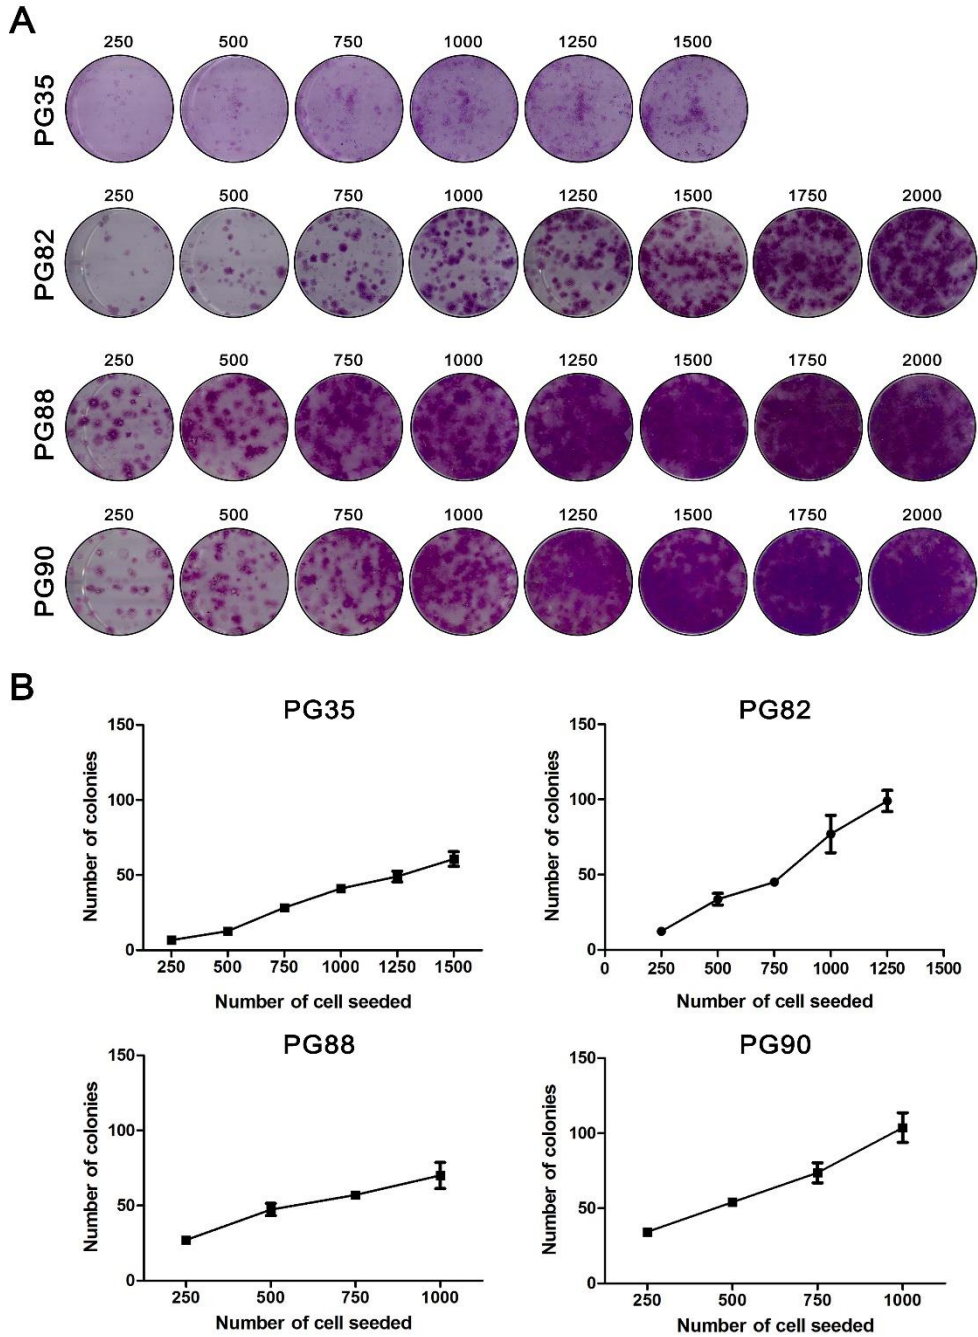 A
250 500 750 1000 1250 1500
PG35
250 500 750 1000 1250 1500 1750 2000
PG82
250 500 750 1000 1250 1500 1750 2000
PG88
250 500 750 1000 1250 1500 1750 2000
PG90
B
PG35
150
100
50
0
Number of colonies
250 500 750 1000 1250 1500
Number of cell seeded
PG82
150
100
50
0
Number of colonies
0 250 500 750 1000 1250 1500
Number of cell seeded
PG88
150
100
50
0
Number of colonies
250 500 750 1000
Number of cell seeded
PG90
150
100
50
0
Number of colonies
250 500 750 1000
Number of cell seeded